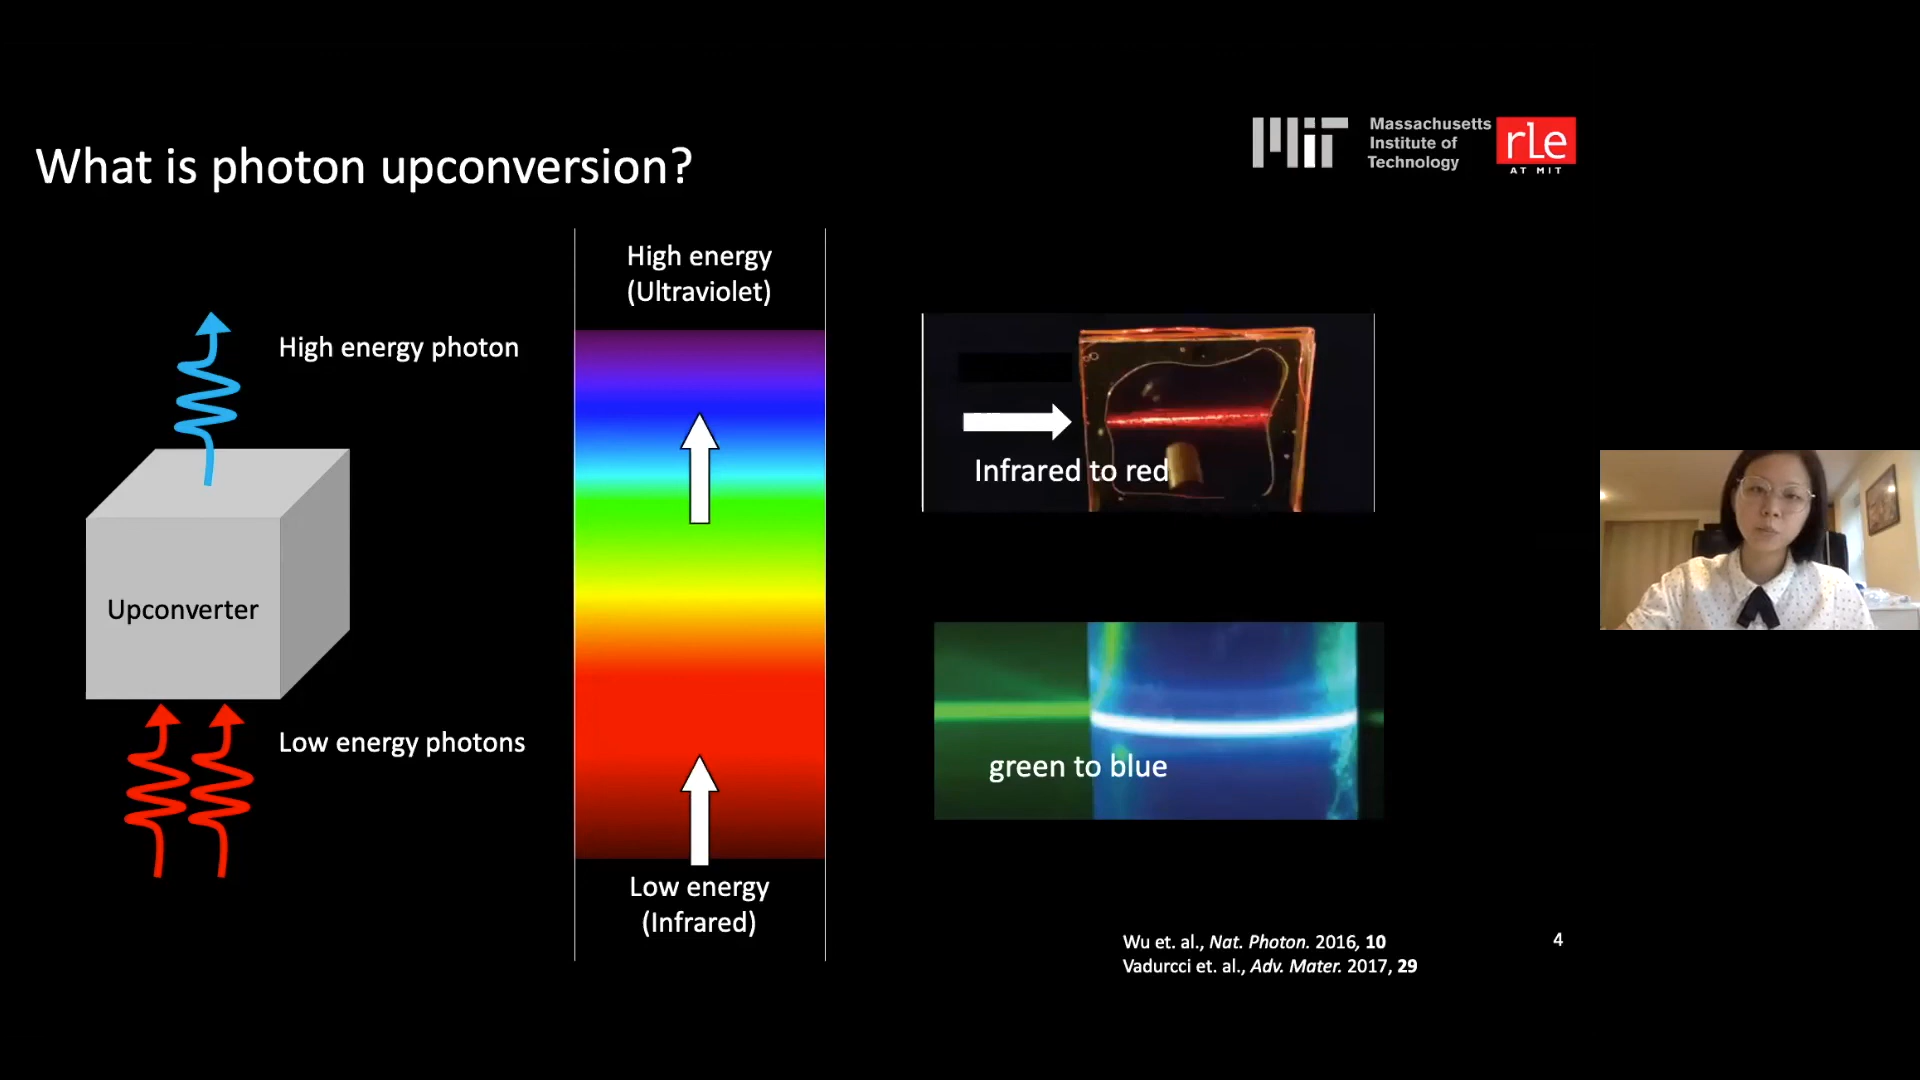 What is photon upconversion?
Massachusetts
Institute of
Technology
rle
AT MIT
High energy
(Ultraviolet)
High energy photon
Upconverter
Low energy photons
Low energy
(Infrared)
Infrared to red
green to blue
Wu et. al., Nat. Photon. 2016, 10
Vadurcci et. al., Adv. Mater. 2017, 29
4